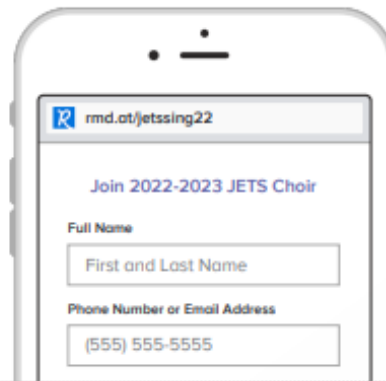 rmd.at/jetssing22
Join 2022-2023 JETS Choir
Full Name
First and Last Name
Phone Number or Email Address
(555) 555-5555